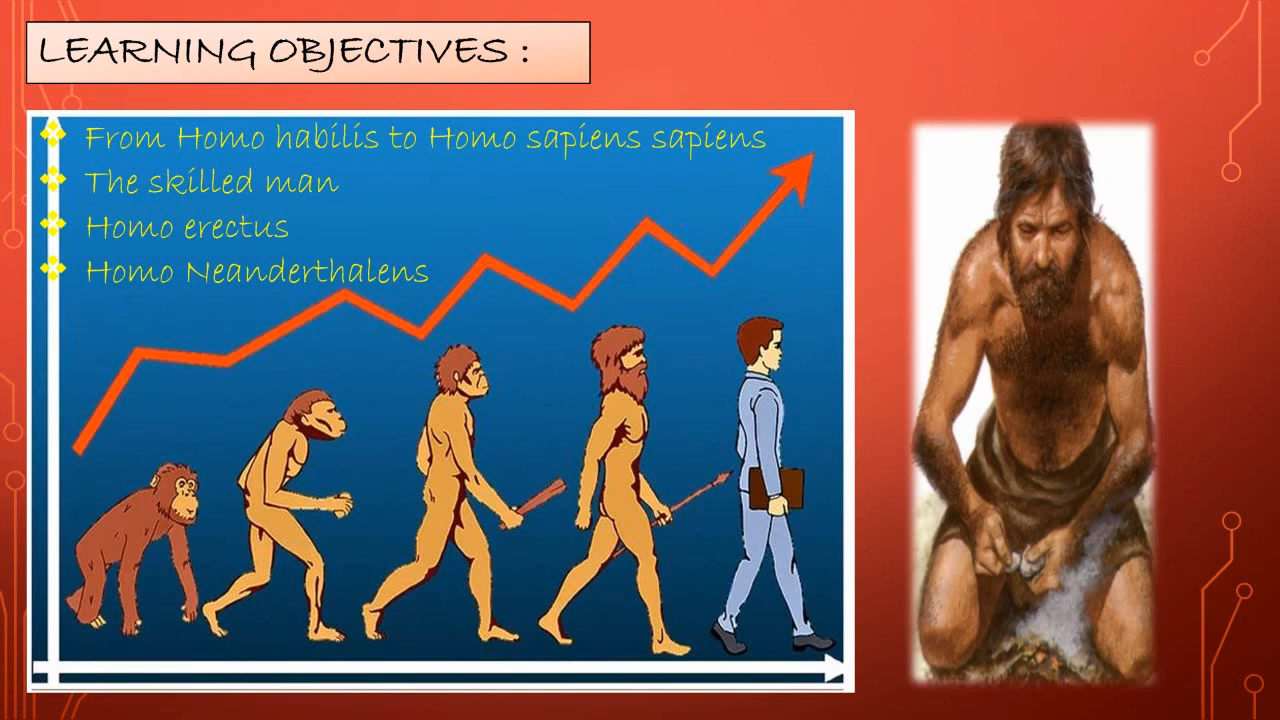 LEARNING OBJECTIVES :
From Homo habilis to Homo sapiens sapiens
The skilled man
Homo erectus
Homo Neanderthalens